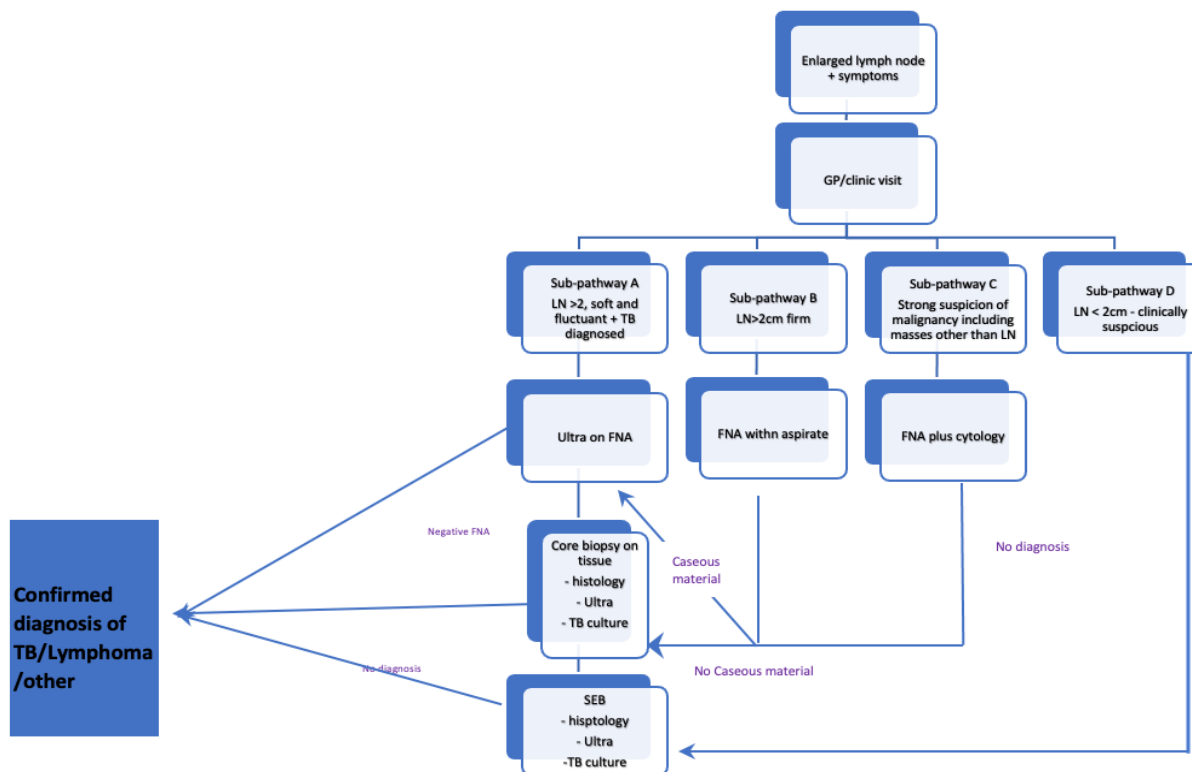 Enlarged lymph node
+ symptoms
GP/clinic visit
Sub-pathway A
LN >2, soft and
fluctuant + TB
diagnosed
Sub-pathway B
LN>2cm firm
Sub-pathway C
Strong suspicion of
malignancy including
masses other than LN
Sub-pathway D
LN < 2cm - clinically
suspcious
Ultra on FNA
FNA withn aspirate
FNA plus cytology
Negative FNA
Core biopsy on
tissue
- histology
- Ultra
- TB culture
Caseous
material
No diagnosis
Confirmed
diagnosis of
TB/Lymphoma
/other
No diagnosis
No Caseous material
SEB
- hisptology
- Ultra
-TB culture